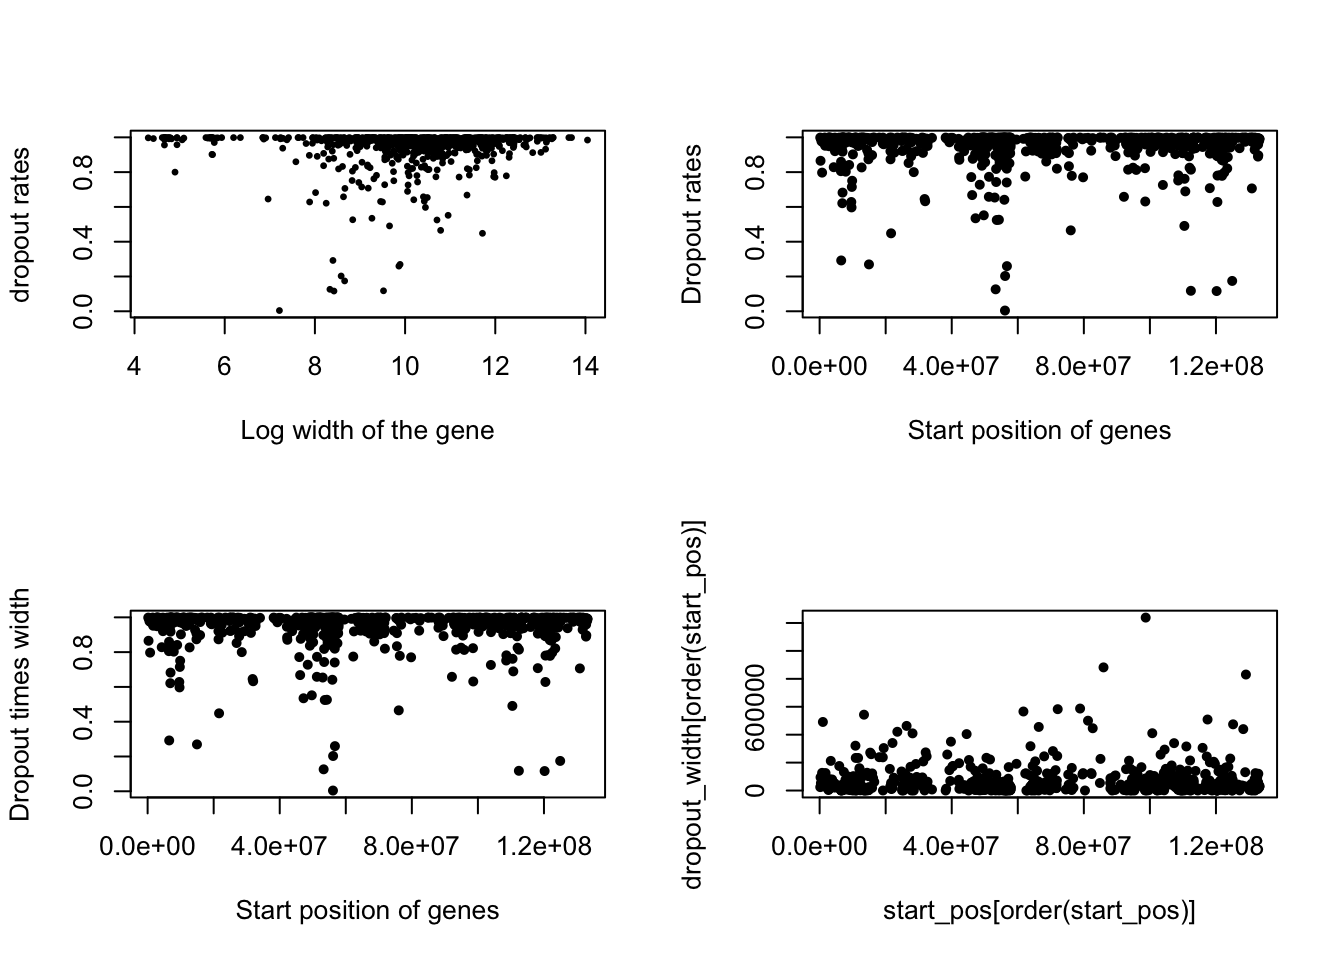 dropout rates
0.0 0.4 0.8
4 6 8 10 12 14
Log width of the gene
Dropout rates
0.0 0.4 0.8
0.0e+00 4.0e+07 8.0e+07 1.2e+08
Start position of genes
Dropout times width
0.0 0.4 0.8
0.0e+00 4.0e+07 8.0e+07 1.2e+08
Start position of genes
dropout_width[order(start_pos)]
0 600000
0.0e+00 4.0e+07 8.0e+07 1.2e+08
start_pos[order(start_pos)]